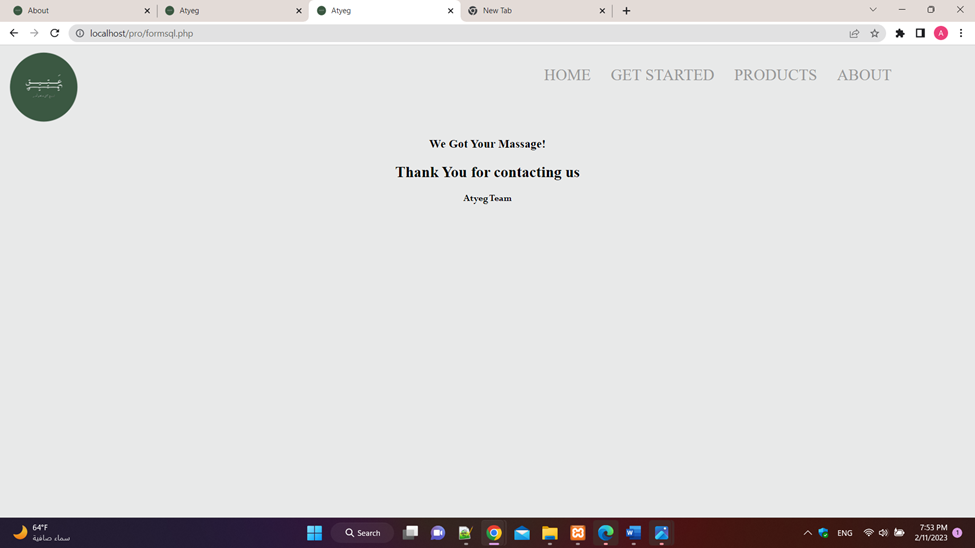 About
Atyeg
Atyeg
New Tab
localhost/pro/formsql.php
A
HOME GET STARTED PRODUCTS ABOUT
We Got Your Massage!
Thank You for contacting us
Atyeg Team
64°F
سماء صافية
Search
ENG
7:53 PM
2/11/2023
1